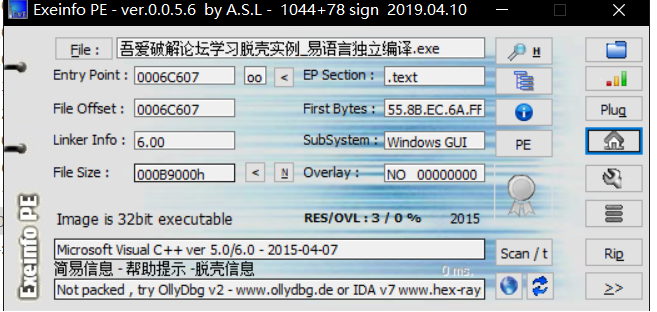 Exeinfo PE - ver.0.0.5.6 by A.S.L - 1044+78 sign 2019.04.10
File : 吾爱破解论坛学习脱壳实例_易语言独立编译.exe H
Entry Point : 0006C607 oo < EP Section : .text
File Offset : 0006C607 First Bytes : 55.8B.EC.6A.FF Plug
Linker Info : 6.00 SubSystem : Windows GUI PE
File Size : 000B9000h < N Overlay : NO 00000000
Image is 32bit executable RES/OVL : 3 / 0 % 2015
Microsoft Visual C++ ver 5.0/6.0 - 2015-04-07 Scan / t Rip
简易信息 - 帮助提示 -脱壳信息 0 ms.
Not packed , try OllyDbg v2 - www.ollydbg.de or IDA v7 www.hex-ray >>
Exeinfo PE